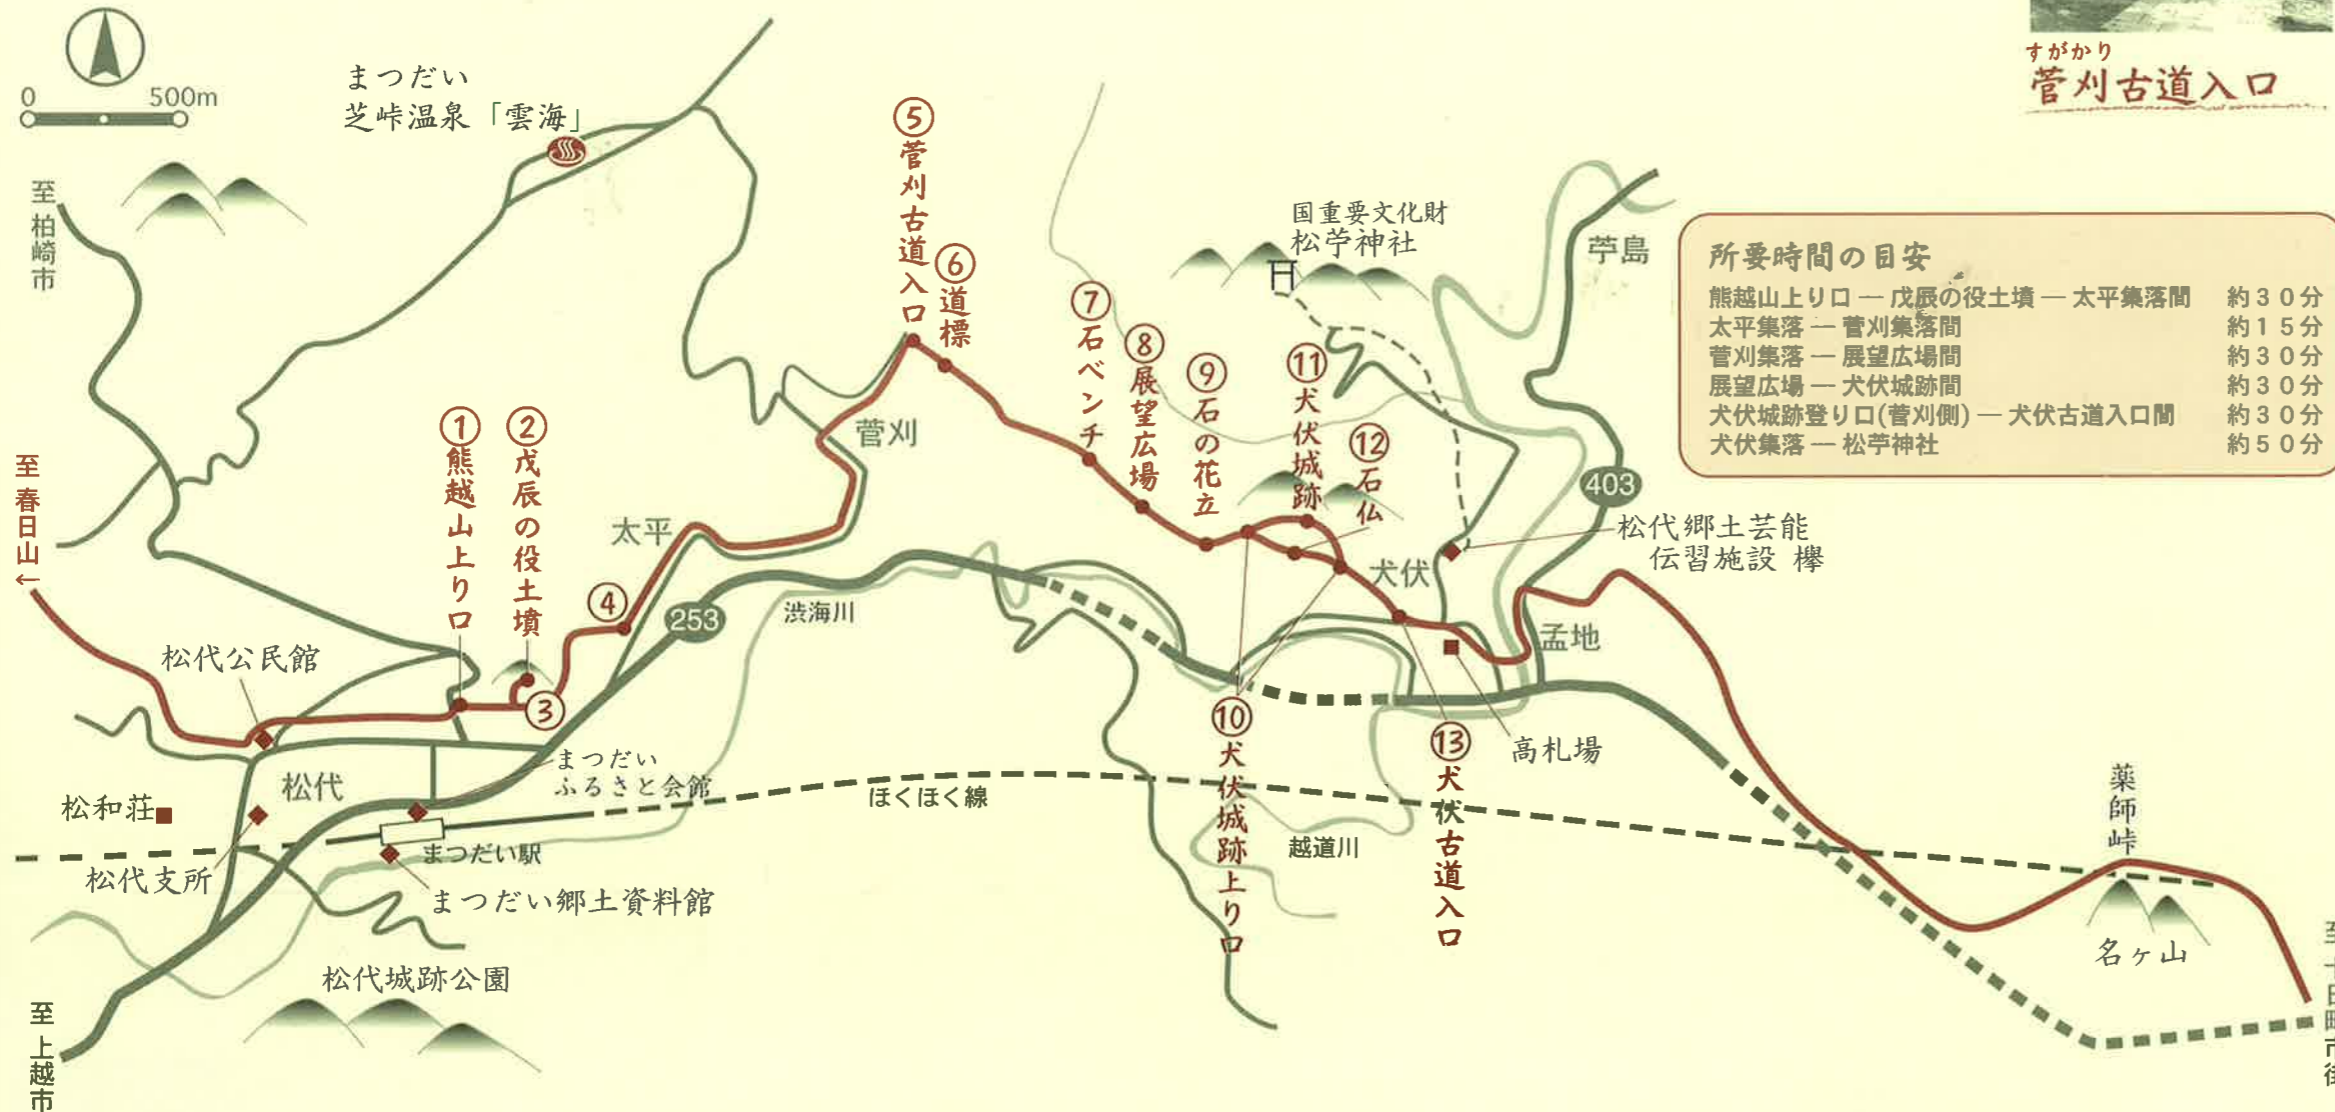 すがかり
菅刈古道入口
0 500m
まつだい
芝峠温泉「雲海」
至 柏崎市
至 春日山←
至 上越市
①熊越山上り口
②戊辰の役土墳
③
④
⑤菅刈古道入口
⑥道標
⑦石ベンチ
⑧展望広場
⑨石の花立
⑩犬伏城跡上り口
⑪犬伏城跡
⑫石仏
⑬犬伏古道入口
国重要文化財
松苧神社
苧島
所要時間の目安
熊越山上り口 ― 戊辰の役土墳 ― 太平集落間 約30分
太平集落 ― 菅刈集落間 約15分
菅刈集落 ― 展望広場間 約30分
展望広場 ― 犬伏城跡間 約30分
犬伏城跡登り口(菅刈側) ― 犬伏古道入口間 約30分
犬伏集落 ― 松苧神社 約50分
菅刈
太平
253
403
渋海川
犬伏
松代郷土芸能
伝習施設 欅
孟地
高札場
松代公民館
松代
松和荘
松代支所
まつだい
ふるさと会館
まつだい駅
まつだい郷土資料館
ほくほく線
越道川
松代城跡公園
薬師峠
名ヶ山
至 十日町市街